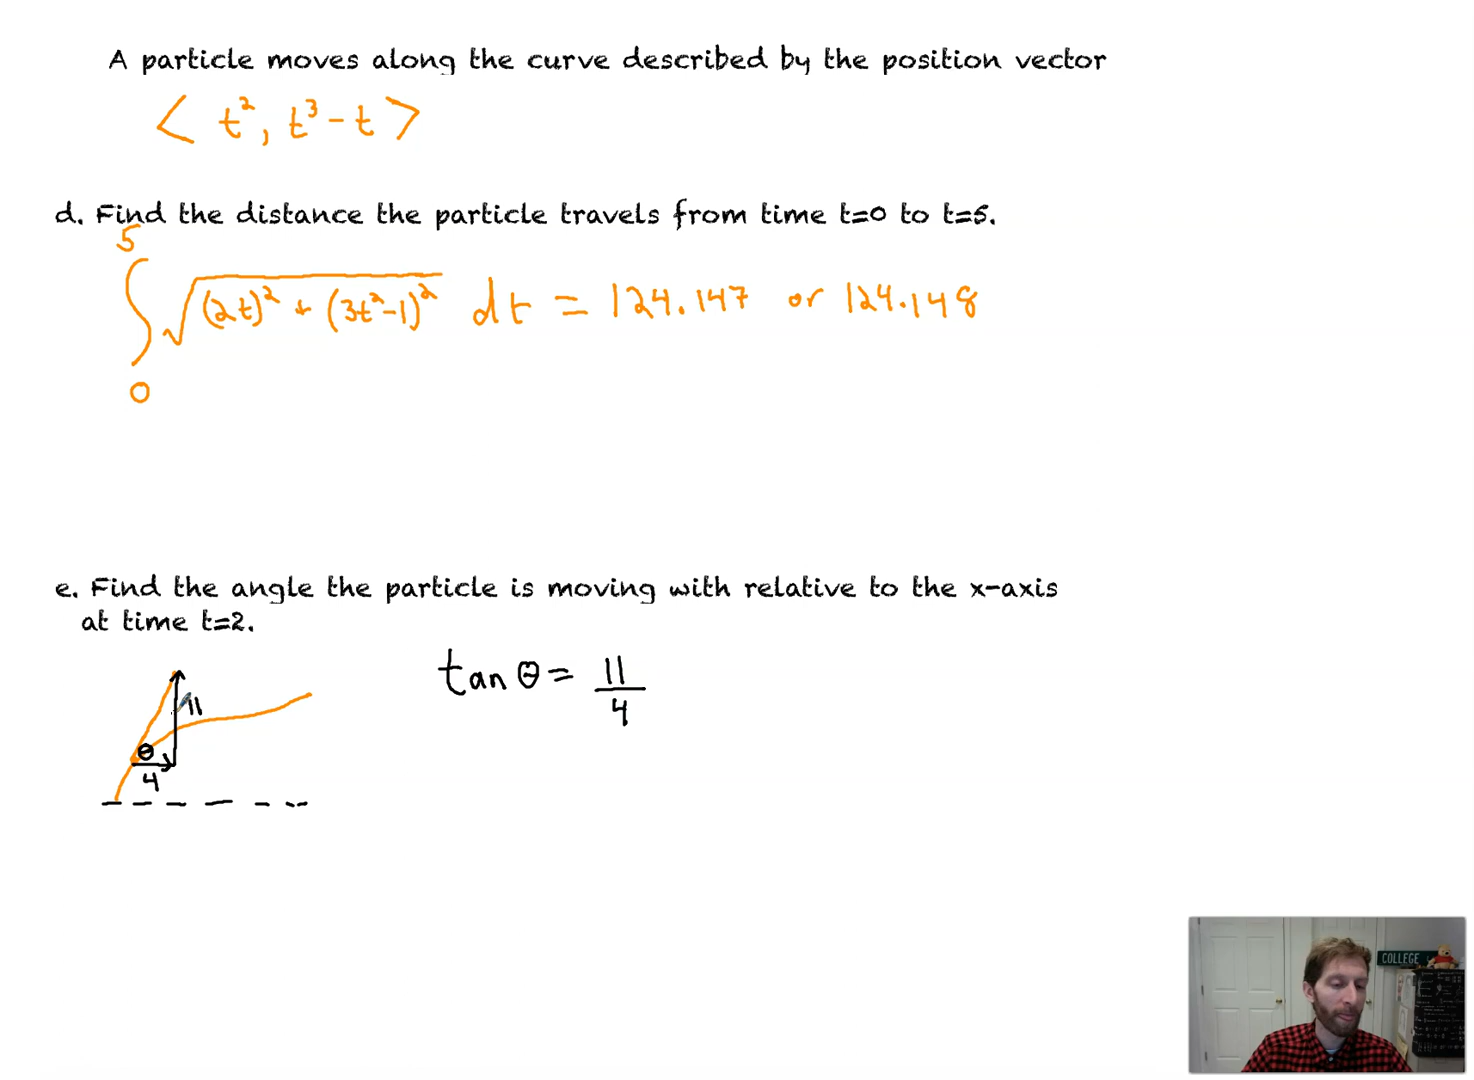 A particle moves along the curve described by the position vector
< t², t³-t >
d. Find the distance the particle travels from time t=0 to t=5.
∫₀⁵ √((2t)² + (3t²-1)²) dt = 124.147 or 124.148
e. Find the angle the particle is moving with relative to the x-axis
at time t=2.
tan θ = 11/4
11
θ
4
COLLEGE